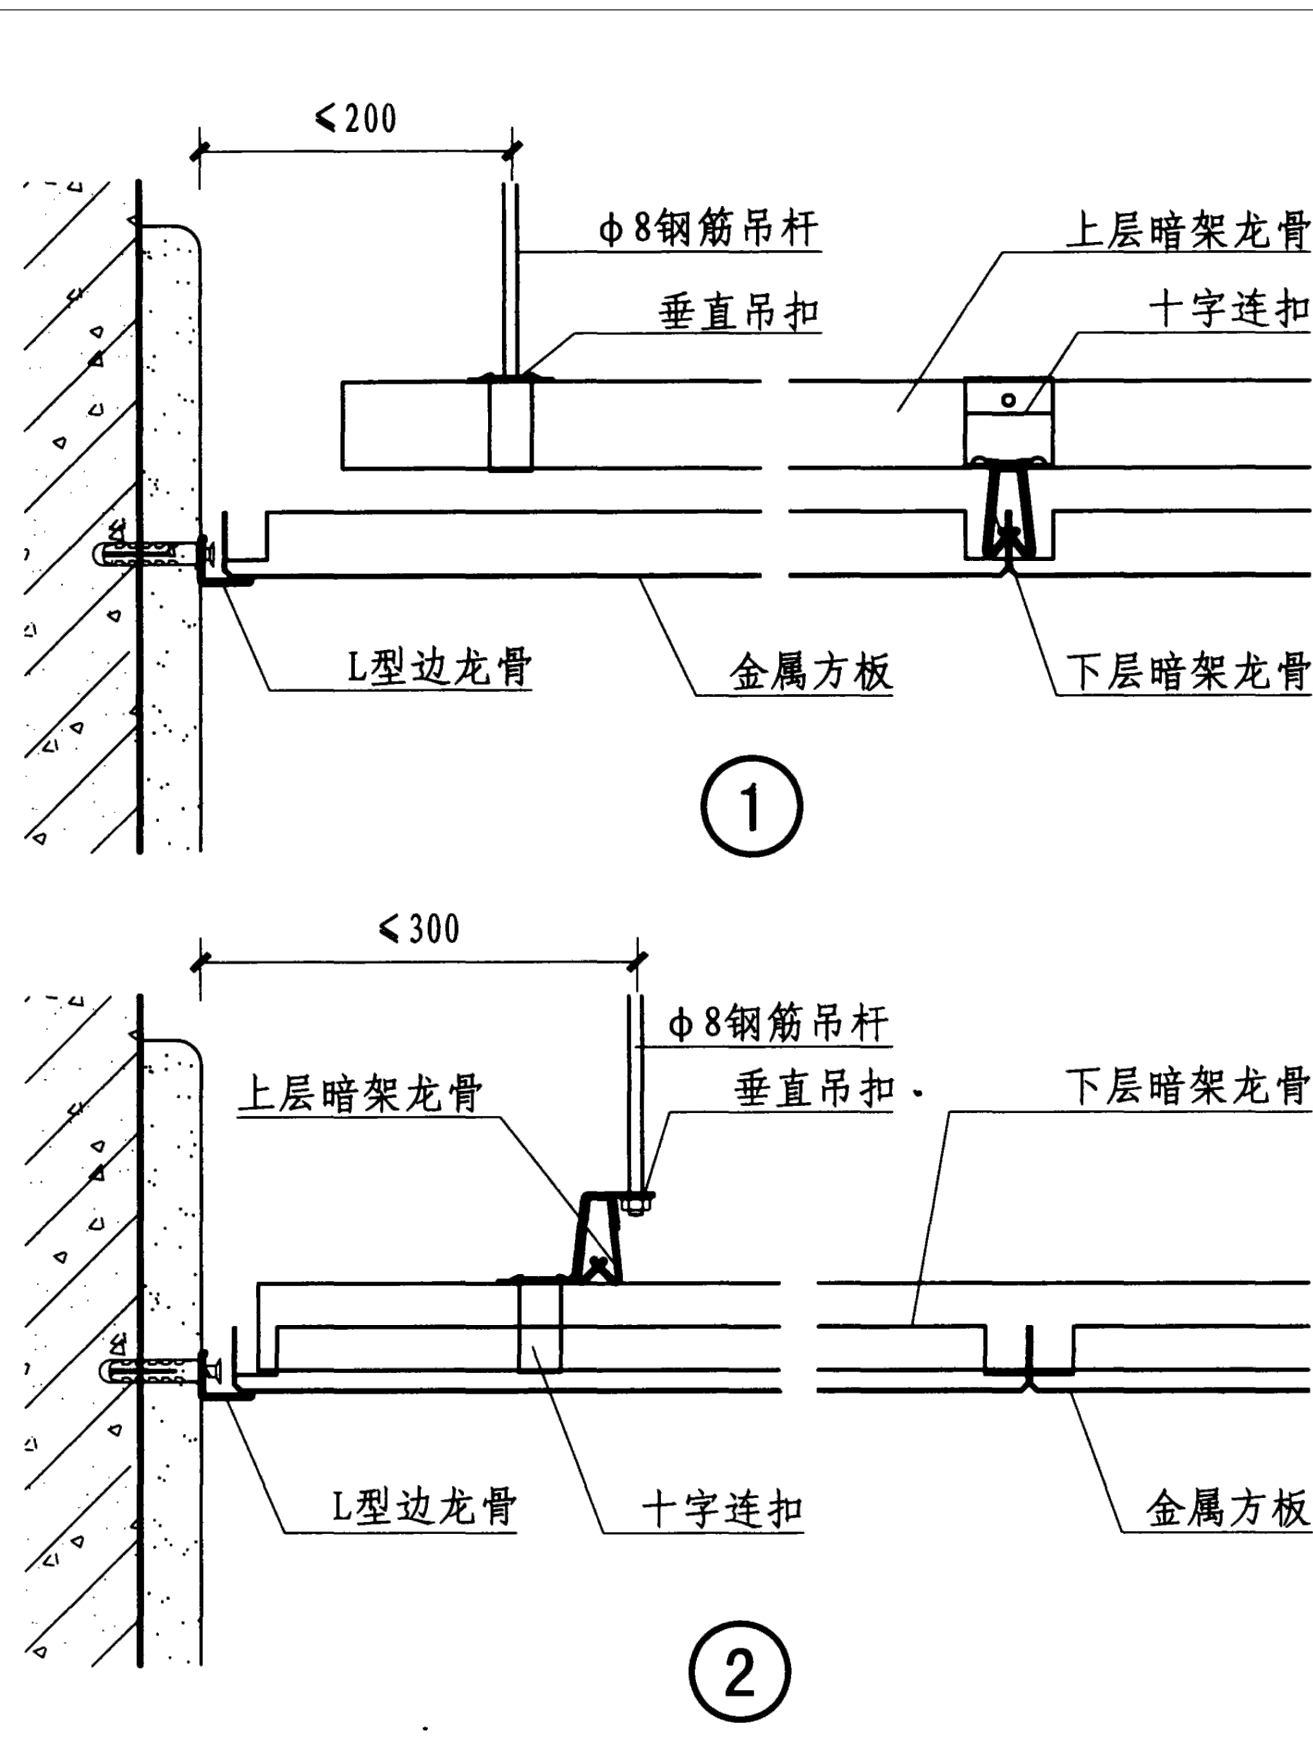 ≤200
ϕ8钢筋吊杆
上层暗架龙骨
垂直吊扣
十字连扣
L型边龙骨
金属方板
下层暗架龙骨
1
≤300
ϕ8钢筋吊杆
上层暗架龙骨
垂直吊扣
下层暗架龙骨
L型边龙骨
十字连扣
金属方板
2